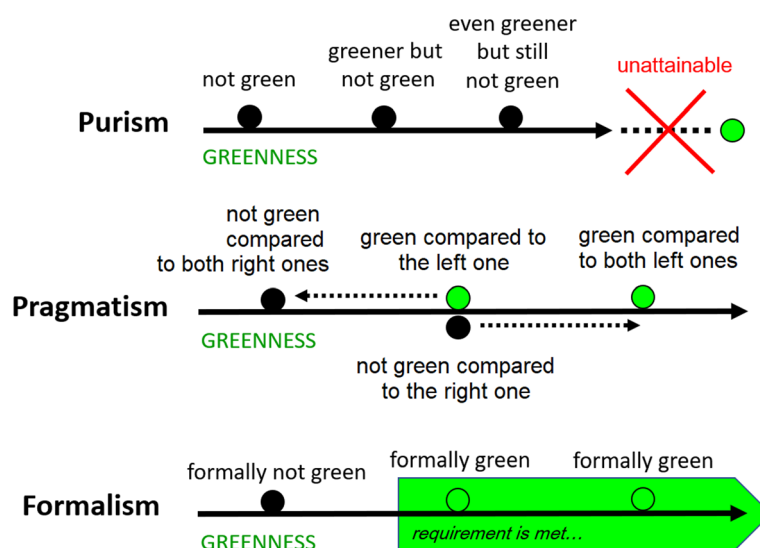 even greener
but still
not green
greener but
not green
not green
unattainable
Purism
GREENNESS
not green
compared
to both right ones
green compared to
the left one
green compared
to both left ones
Pragmatism
GREENNESS
not green compared
to the right one
formally not green
formally green
formally green
Formalism
requirement is met...
GREENNESS